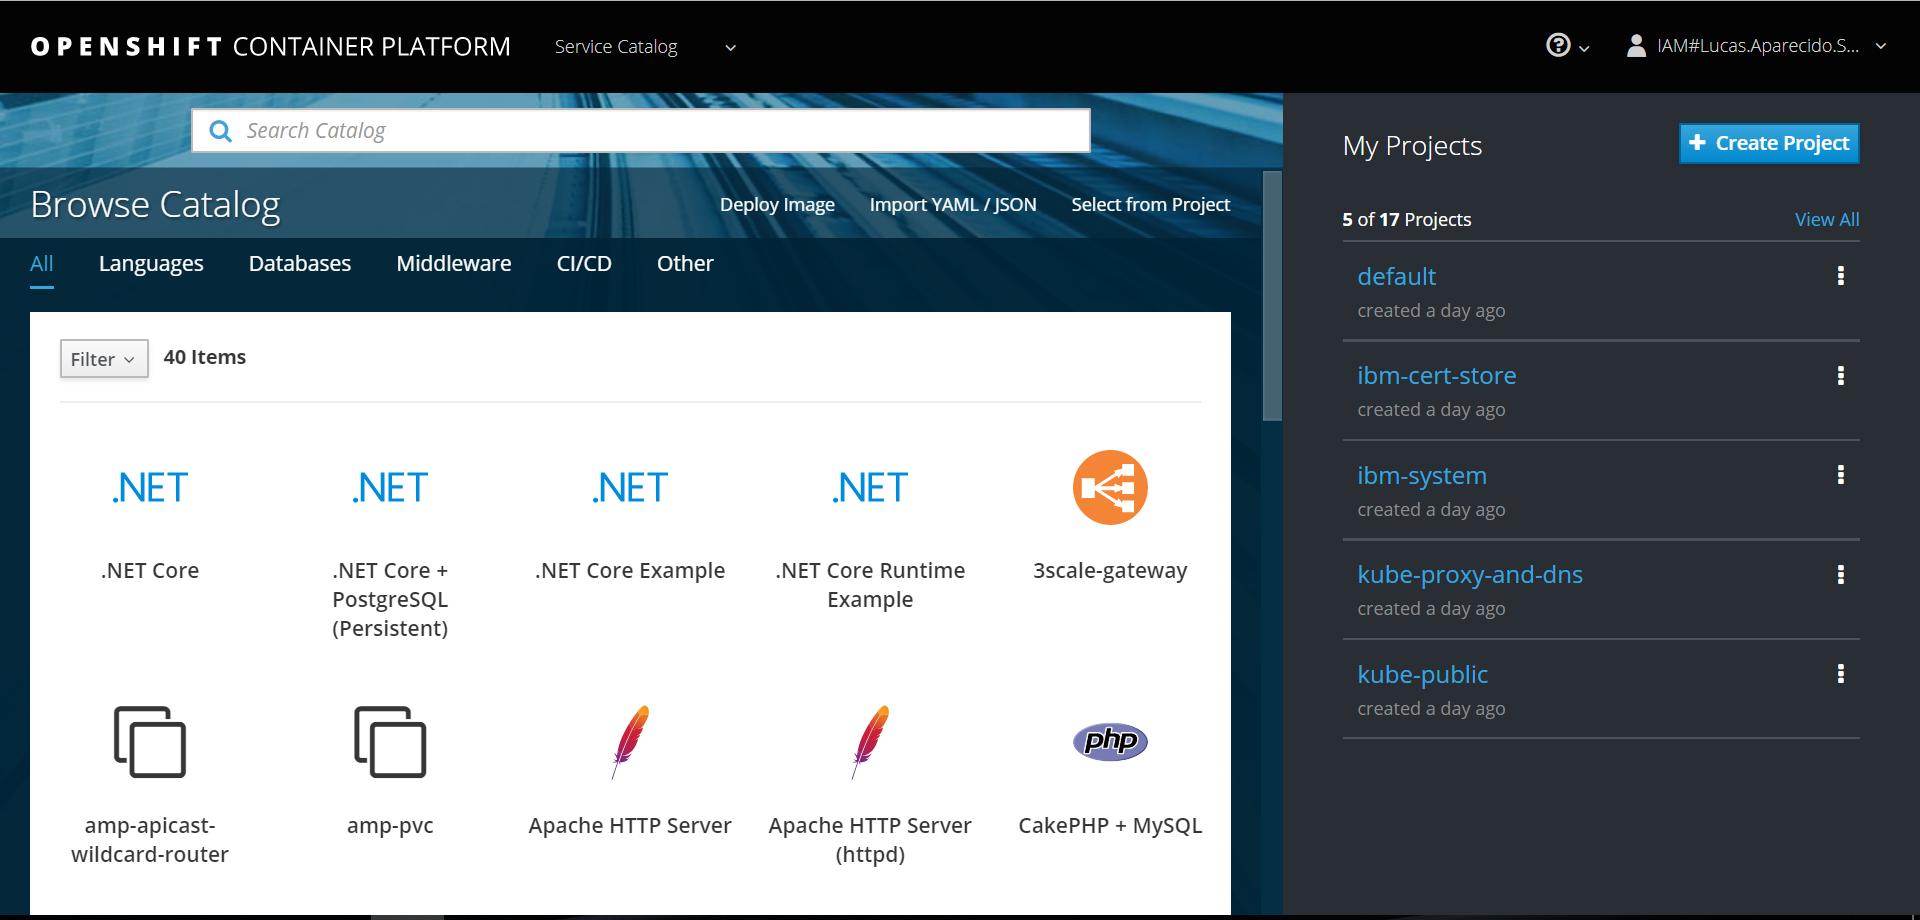 OPENSHIFT CONTAINER PLATFORM
Service Catalog
IAM#Lucas.Aparecido.S...
Search Catalog
Browse Catalog
Deploy Image
Import YAML / JSON
Select from Project
All
Languages
Databases
Middleware
CI/CD
Other
Filter
40 Items
.NET
.NET Core
.NET
.NET Core +
PostgreSQL
(Persistent)
.NET
.NET Core Example
.NET
.NET Core Runtime
Example
3scale-gateway
amp-apicast-
wildcard-router
amp-pvc
Apache HTTP Server
Apache HTTP Server
(httpd)
php
CakePHP + MySQL
My Projects
Create Project
5 of 17 Projects
View All
default
created a day ago
ibm-cert-store
created a day ago
ibm-system
created a day ago
kube-proxy-and-dns
created a day ago
kube-public
created a day ago